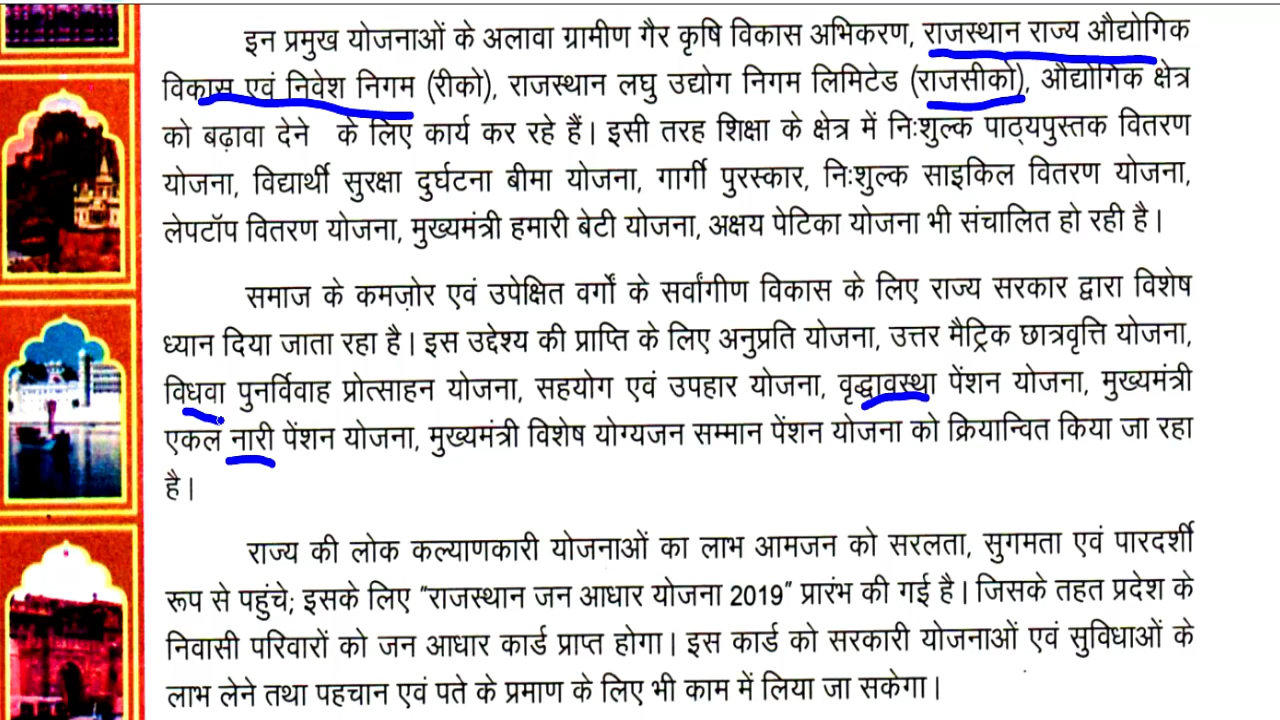 इन प्रमुख योजनाओं के अलावा ग्रामीण गैर कृषि विकास अभिकरण, राजस्थान राज्य औद्योगिक
विकास एवं निवेश निगम (रीको), राजस्थान लघु उद्योग निगम लिमिटेड (राजसीको), औद्योगिक क्षेत्र
को बढ़ावा देने के लिए कार्य कर रहे हैं। इसी तरह शिक्षा के क्षेत्र में निःशुल्क पाठ्यपुस्तक वितरण
योजना, विद्यार्थी सुरक्षा दुर्घटना बीमा योजना, गार्गी पुरस्कार, निःशुल्क साइकिल वितरण योजना,
लेपटॉप वितरण योजना, मुख्यमंत्री हमारी बेटी योजना, अक्षय पेटिका योजना भी संचालित हो रही है।
समाज के कमज़ोर एवं उपेक्षित वर्गों के सर्वांगीण विकास के लिए राज्य सरकार द्वारा विशेष
ध्यान दिया जाता रहा है। इस उद्देश्य की प्राप्ति के लिए अनुप्रति योजना, उत्तर मैट्रिक छात्रवृत्ति योजना,
विधवा पुनर्विवाह प्रोत्साहन योजना, सहयोग एवं उपहार योजना, वृद्धावस्था पेंशन योजना, मुख्यमंत्री
एकल नारी पेंशन योजना, मुख्यमंत्री विशेष योग्यजन सम्मान पेंशन योजना को क्रियान्वित किया जा रहा
है।
राज्य की लोक कल्याणकारी योजनाओं का लाभ आमजन को सरलता, सुगमता एवं पारदर्शी
रूप से पहुंचे; इसके लिए "राजस्थान जन आधार योजना 2019" प्रारंभ की गई है। जिसके तहत प्रदेश के
निवासी परिवारों को जन आधार कार्ड प्राप्त होगा। इस कार्ड को सरकारी योजनाओं एवं सुविधाओं के
लाभ लेने तथा पहचान एवं पते के प्रमाण के लिए भी काम में लिया जा सकेगा।